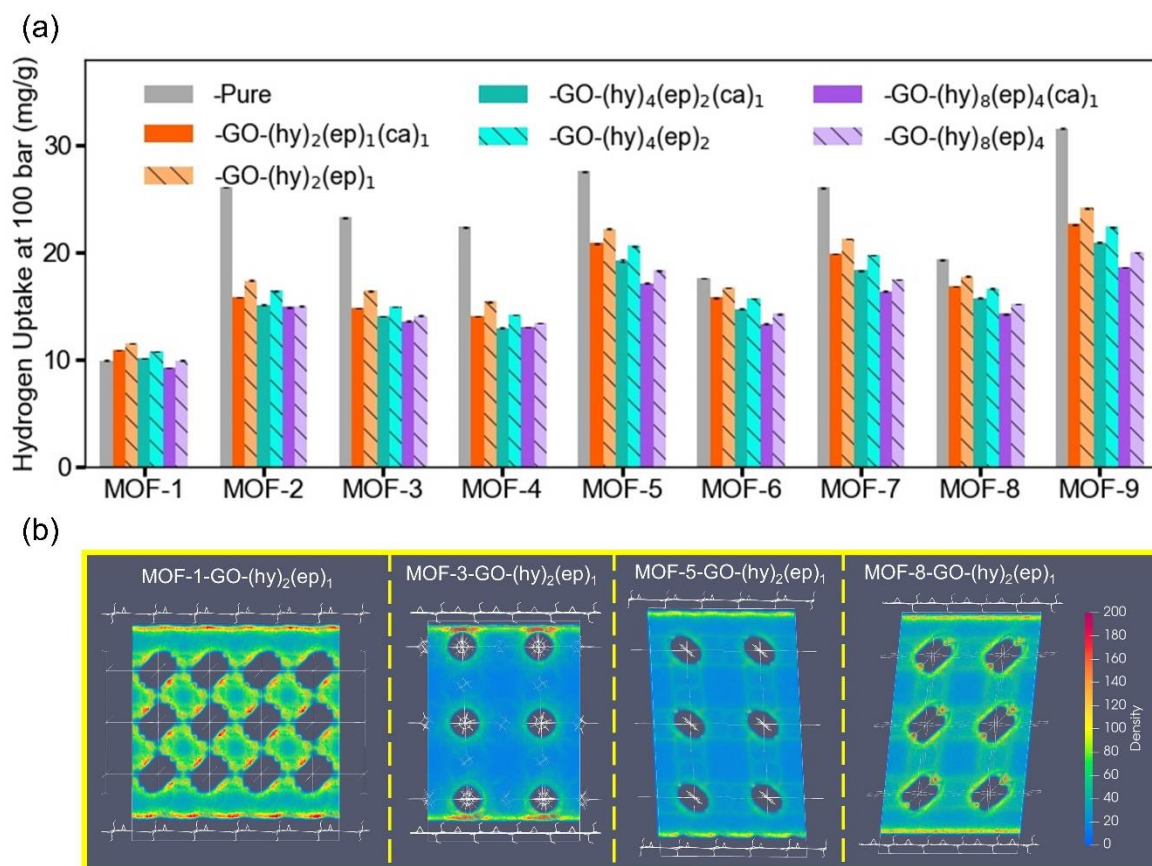 (a)
Hydrogen Uptake at 100 bar (mg/g)
30
20
10
0
-Pure
-GO-(hy)₂(ep)₁(ca)₁
-GO-(hy)₂(ep)₁
-GO-(hy)₄(ep)₂(ca)₁
-GO-(hy)₄(ep)₂
-GO-(hy)₈(ep)₄(ca)₁
-GO-(hy)₈(ep)₄
MOF-1 MOF-2 MOF-3 MOF-4 MOF-5 MOF-6 MOF-7 MOF-8 MOF-9
(b)
MOF-1-GO-(hy)₂(ep)₁ MOF-3-GO-(hy)₂(ep)₁ MOF-5-GO-(hy)₂(ep)₁ MOF-8-GO-(hy)₂(ep)₁
200
180
160
140
120
100
80
60
40
20
0
Density